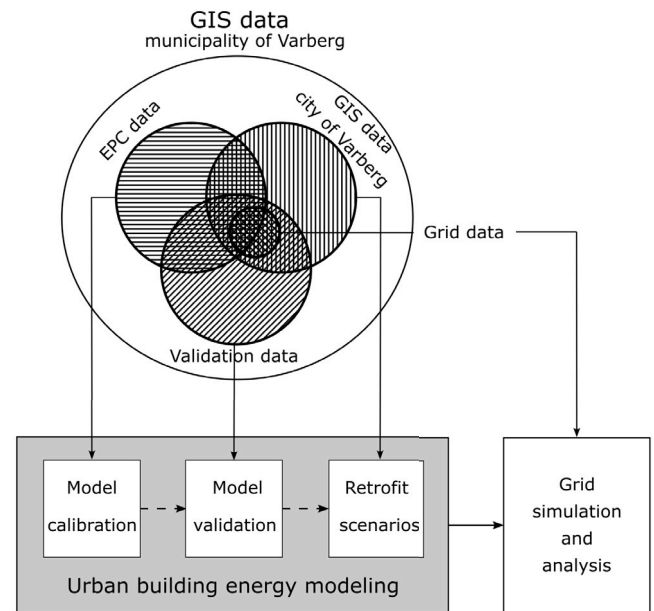 GIS data
municipality of Varberg
EPC data
GIS data
city of Varberg
Grid data
Validation data
Model
calibration
Model
validation
Retrofit
scenarios
Urban building energy modeling
Grid
simulation
and
analysis